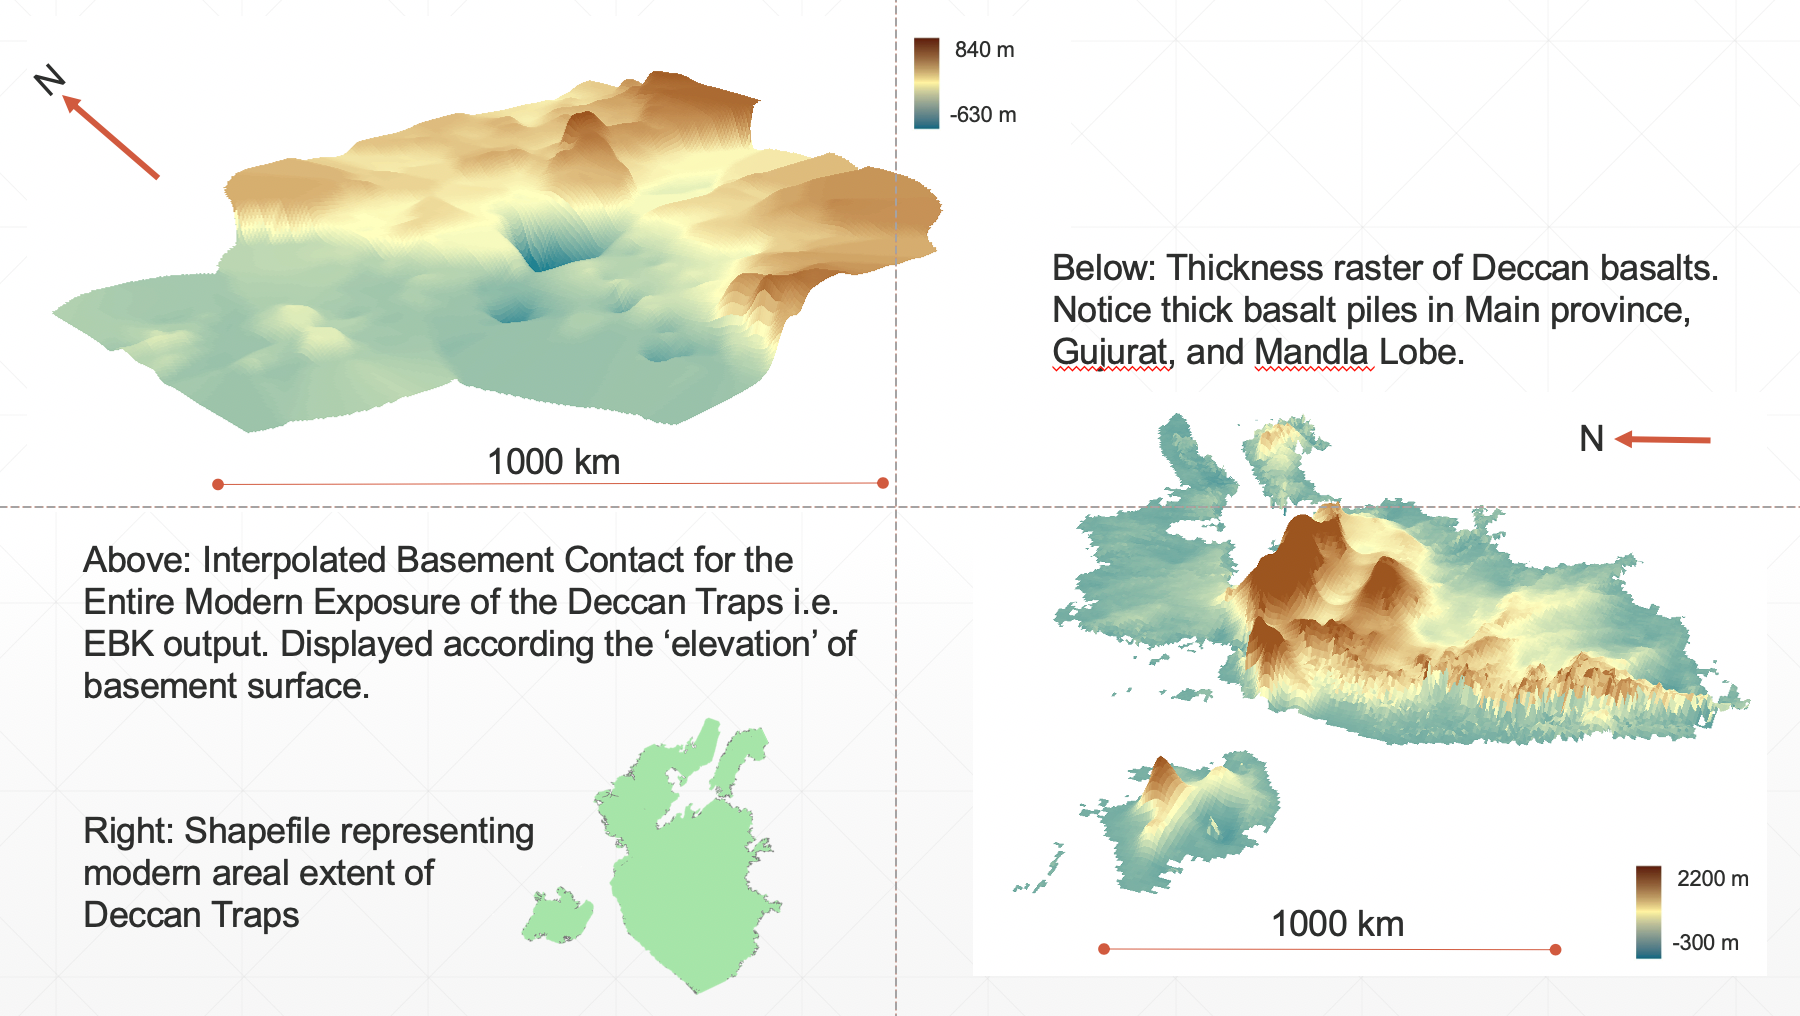 N
840 m
-630 m
1000 km
Above: Interpolated Basement Contact for the
Entire Modern Exposure of the Deccan Traps i.e.
EBK output. Displayed according the ‘elevation’ of
basement surface.
Right: Shapefile representing
modern areal extent of
Deccan Traps
Below: Thickness raster of Deccan basalts.
Notice thick basalt piles in Main province,
Gujurat, and Mandla Lobe.
N
2200 m
-300 m
1000 km